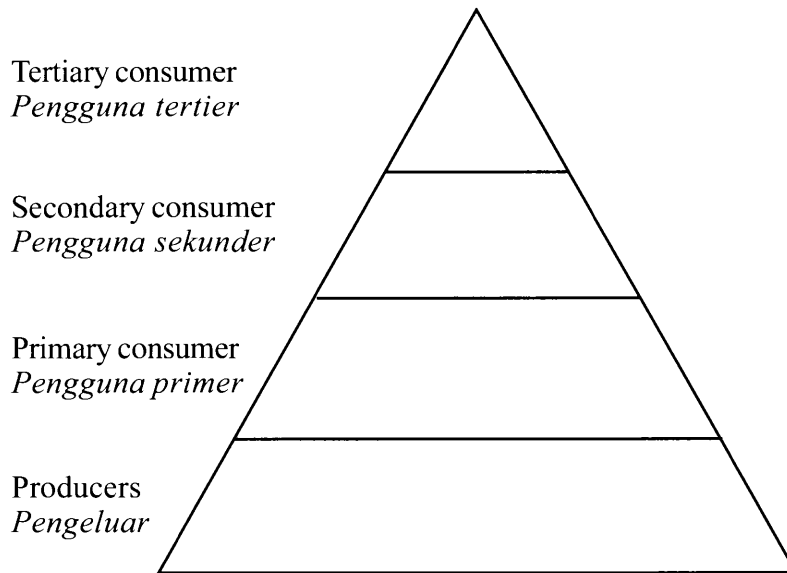 Tertiary consumer
Pengguna tertier
Secondary consumer
Pengguna sekunder
Primary consumer
Pengguna primer
Producers
Pengeluar